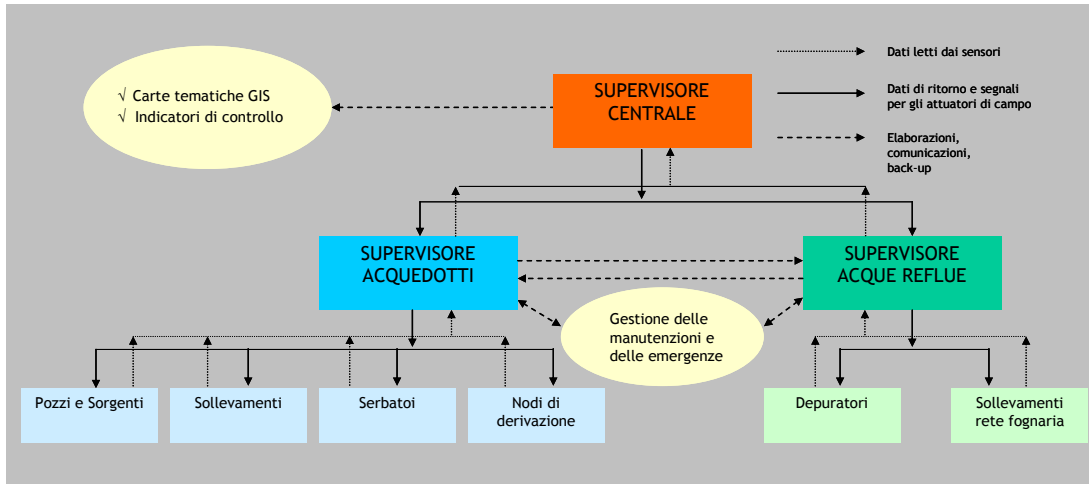 √ Carte tematiche GIS
√ Indicatori di controllo
SUPERVISORE
CENTRALE
Dati letti dai sensori
Dati di ritorno e segnali
per gli attuatori di campo
Elaborazioni,
comunicazioni,
back-up
SUPERVISORE
ACQUEDOTTI
SUPERVISORE
ACQUE REFLUE
Gestione delle
manutenzioni e
delle emergenze
Pozzi e Sorgenti
Sollevamenti
Serbatoi
Nodi di
derivazione
Depuratori
Sollevamenti
rete fognaria